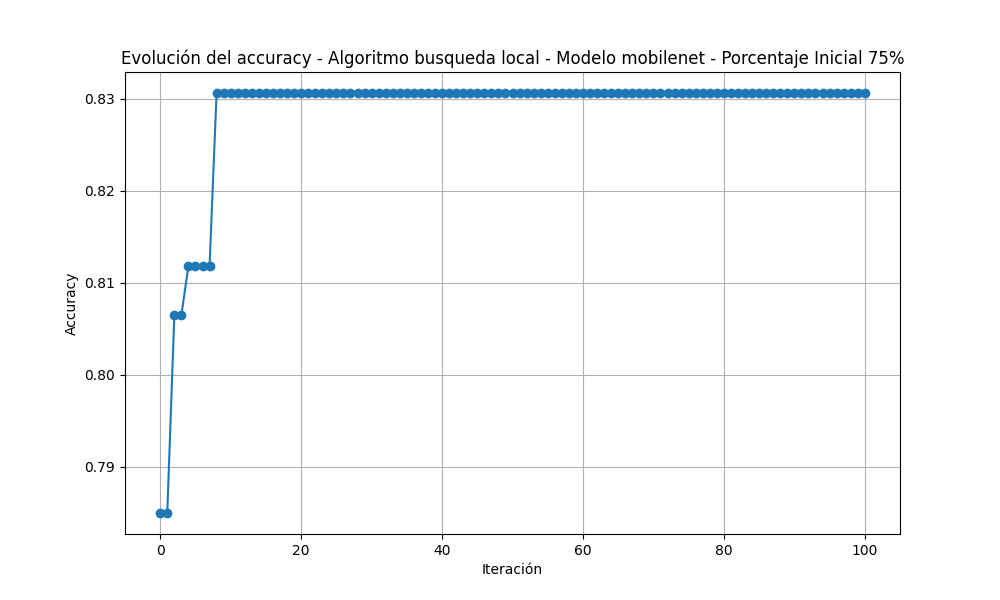 Evolución del accuracy - Algoritmo busqueda local - Modelo mobilenet - Porcentaje Inicial 75%
0.83
0.82
0.81
0.80
0.79
Accuracy
0 20 40 60 80 100
Iteración